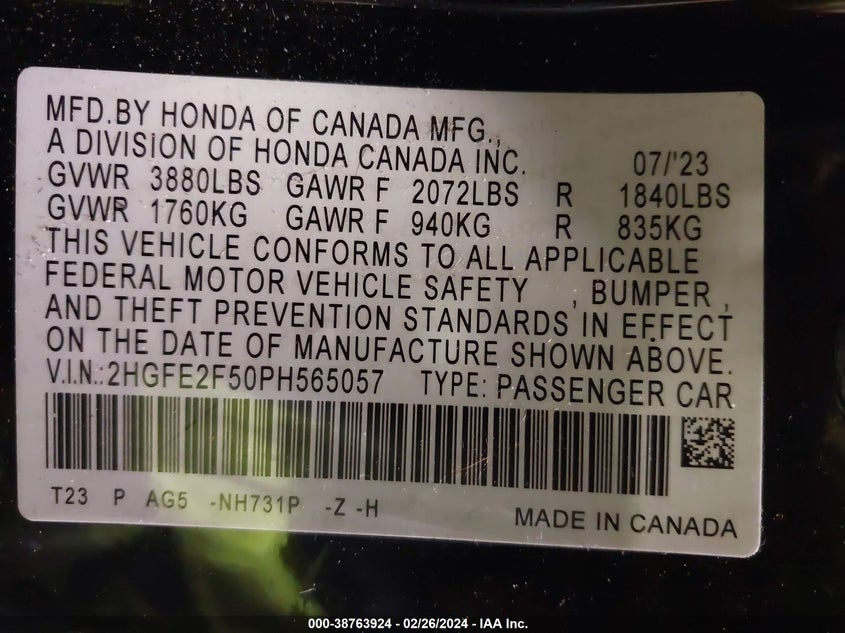 MFD.BY HONDA OF CANADA MFG.,
A DIVISION OF HONDA CANADA INC. 07/'23
GVWR 3880LBS GAWR F 2072LBS R 1840LBS
GVWR 1760KG GAWR F 940KG R 835KG
THIS VEHICLE CONFORMS TO ALL APPLICABLE
FEDERAL MOTOR VEHICLE SAFETY , BUMPER ,
AND THEFT PREVENTION STANDARDS IN EFFECT
ON THE DATE OF MANUFACTURE SHOWN ABOVE.
V.I.N.:2HGFE2F50PH565057 TYPE: PASSENGER CAR
T23 P AG5 -NH731P -Z -H
MADE IN CANADA
000-38763924 - 02/26/2024 - IAA Inc.